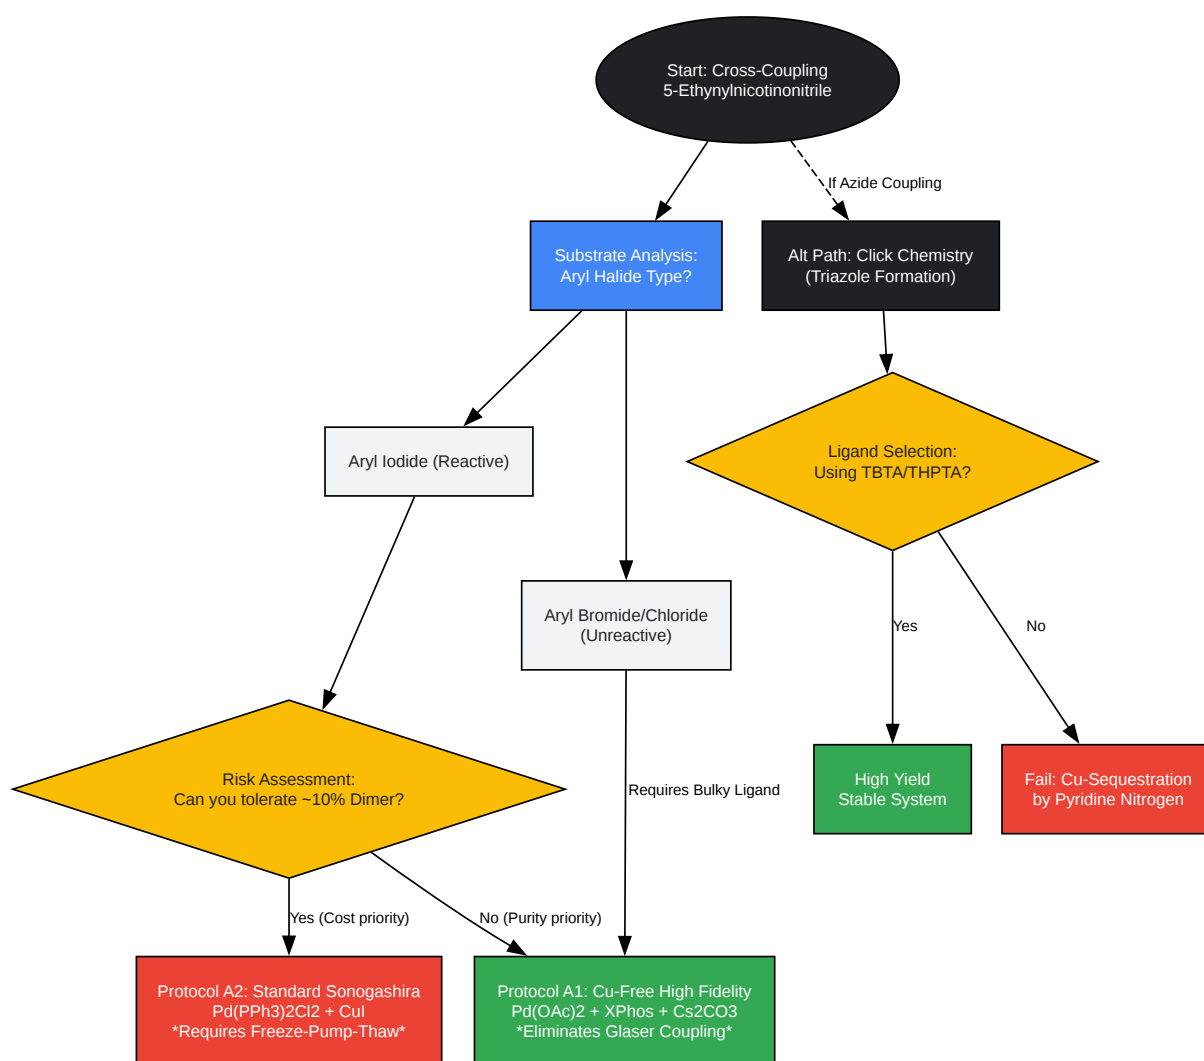 Start: Cross-Coupling
5-Ethynylnicotinonitrile
If Azide Coupling
Substrate Analysis:
Aryl Halide Type?
Alt Path: Click Chemistry
(Triazole Formation)
Aryl Iodide (Reactive)
Ligand Selection:
Using TBTA/THPTA?
Aryl Bromide/Chloride
(Unreactive)
Yes
No
Risk Assessment:
Can you tolerate ~10% Dimer?
Requires Bulky Ligand
High Yield
Stable System
Fail: Cu-Sequestration
by Pyridine Nitrogen
Yes (Cost priority)
No (Purity priority)
Protocol A2: Standard Sonogashira
Pd(PPh3)2Cl2 + CuI
*Requires Freeze-Pump-Thaw*
Protocol A1: Cu-Free High Fidelity
Pd(OAc)2 + XPhos + Cs2CO3
*Eliminates Glaser Coupling*